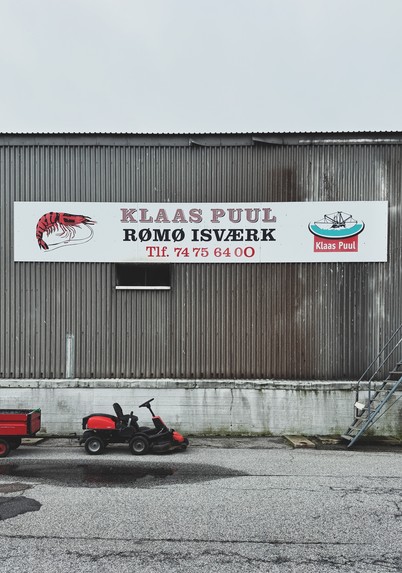 KLAAS PUUL
RØMØ ISVÆRK
Tlf. 74 75 64 00
Klaas Puul